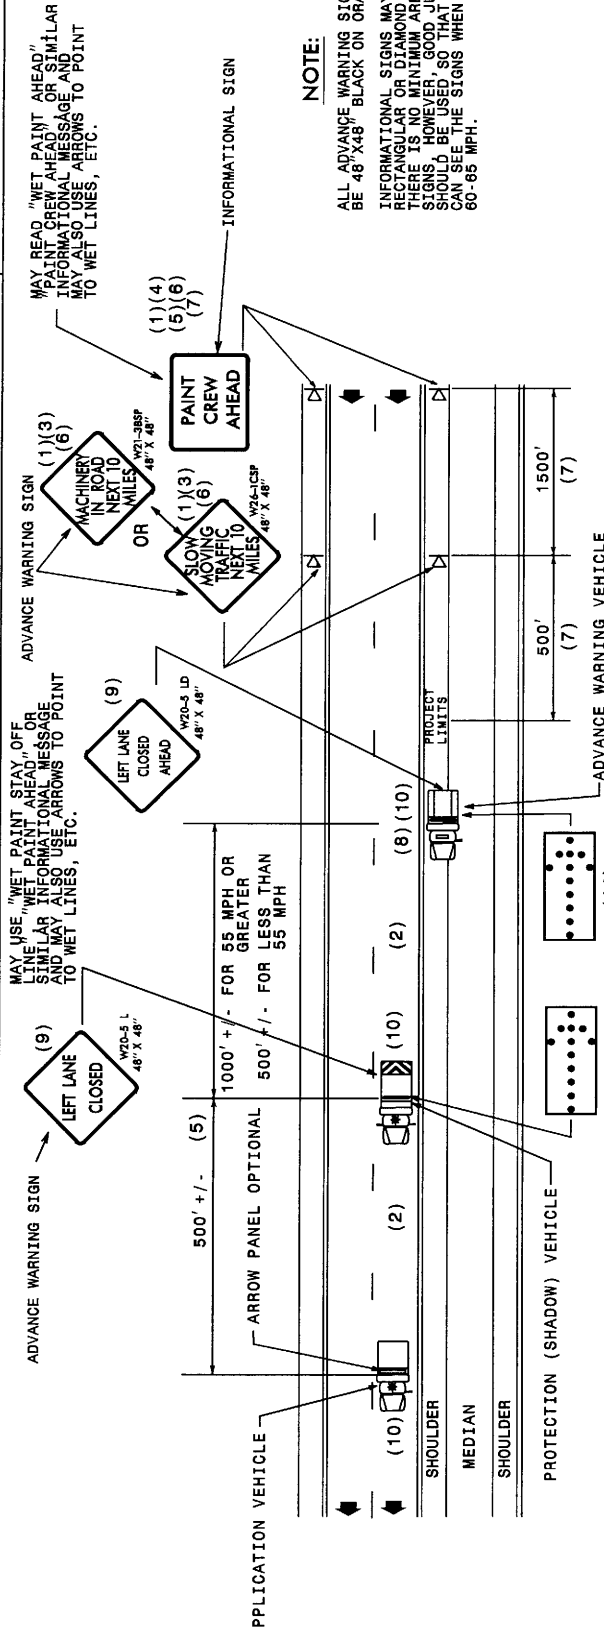 MAY READ "WET PAINT AHEAD"
"PAINT CREW AHEAD", OR SIMILAR
INFORMATIONAL MESSAGE AND
MAY ALSO USE ARROWS TO POINT
TO WET LINES, ETC.
INFORMATIONAL SIGN
(1)(4)
(5)(6)
(7)
PAINT
CREW
AHEAD
NOTE:
ALL ADVANCE WARNING
BE 48"X48" BLACK ON
INFORMATIONAL SIGNS
RECTANGULAR OR DIAMOND
THERE IS NO MINIMUM
SIGNS, HOWEVER, GOOD
SHOULD BE USED, SO THAT
CAN SEE THE SIGNS WHEN
60-65 MPH.
ADVANCE WARNING SIGN
(1)(3)
(6)
MACHINERY
IN ROAD
NEXT 10
MILES
W21-3BSP
48" X 48"
OR
(1)(3)
(6)
SLOW
MOVING
TRAFFIC
NEXT 10
MILES
W26-1CSP
48" X 48"
MAY USE "WET PAINT STAY OFF
LINE" "WET PAINT AHEAD" OR
SIMILAR INFORMATIONAL MESSAGE
AND MAY ALSO USE ARROWS TO POINT
TO WET LINES, ETC.
(9)
LEFT LANE
CLOSED
AHEAD
W20-5 LD
48" X 48"
ADVANCE WARNING SIGN
(9)
LEFT LANE
CLOSED
W20-5 L
48" X 48"
500' +/- (5)
1000' +/- FOR 55 MPH OR
GREATER
500' +/- FOR LESS THAN
55 MPH
ARROW PANEL OPTIONAL
PPLICATION VEHICLE
(10)
(2)
(10)
(2)
(8)(10)
PROJECT
LIMITS
500'
(7)
1500'
(7)
SHOULDER
MEDIAN
SHOULDER
PROTECTION (SHADOW) VEHICLE
ADVANCE WARNING VEHICLE